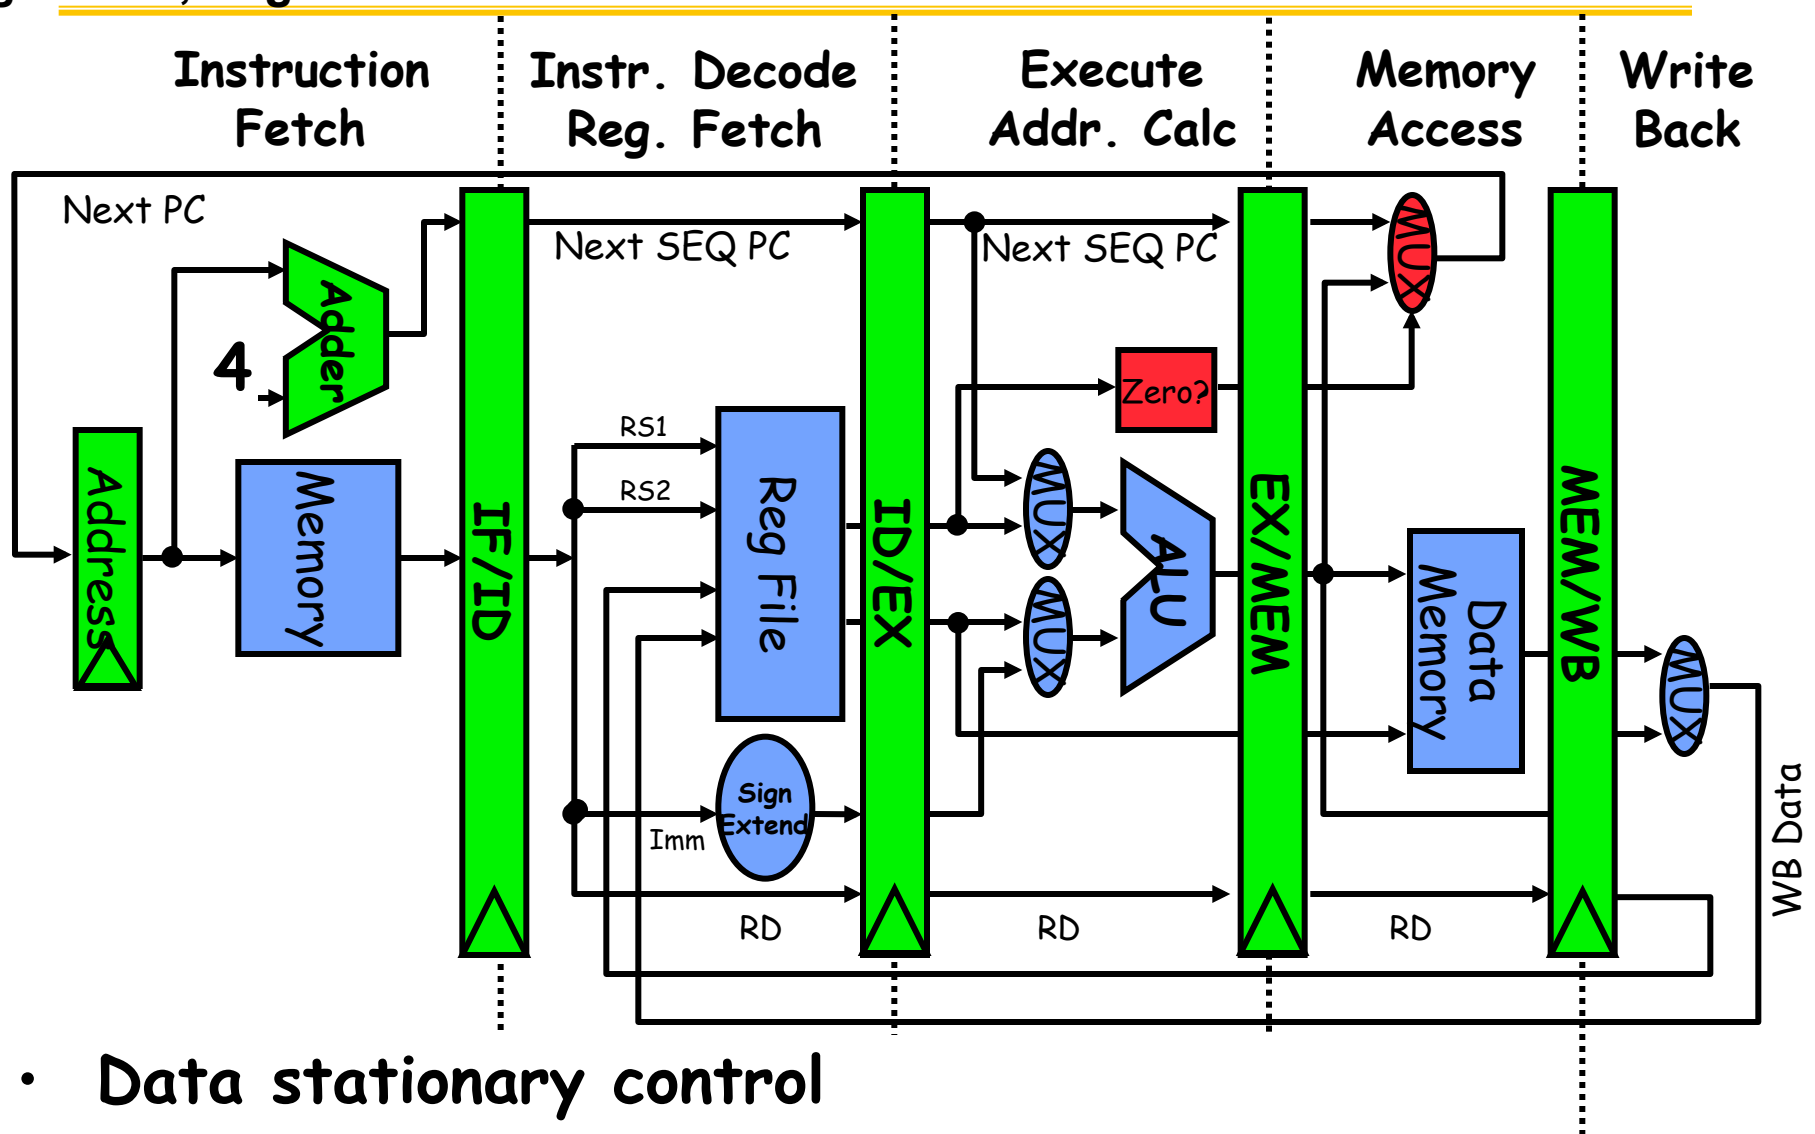 Instruction
Fetch
Instr. Decode
Reg. Fetch
Execute
Addr. Calc
Memory
Access
Write
Back
Next PC
Next SEQ PC
Next SEQ PC
MUX
Adder
4
Zero?
RS1
RS2
Address
Memory
IF/ID
Reg File
ID/EX
MUX
MUX
ALU
EX/MEM
Data
Memory
MEM/WB
MUX
Sign
Extend
Imm
WB Data
RD
RD
RD
• Data stationary control